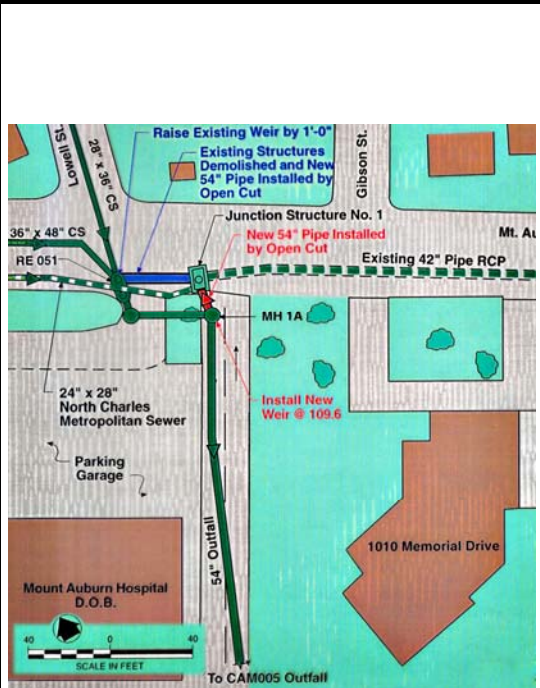 Lowell St.
28" x 36" CS
Raise Existing Weir by 1'-0"
Existing Structures
Demolished and New
54" Pipe Installed by
Open Cut
Gibson St.
Junction Structure No. 1
36" x 48" CS
New 54" Pipe Installed
by Open Cut
Mt. Au
RE 051
Existing 42" Pipe RCP
MH 1A
24" x 28"
North Charles
Metropolitan Sewer
Install New
Weir @ 109.6
Parking
Garage
54" Outfall
1010 Memorial Drive
Mount Auburn Hospital
D.O.B.
40 0 40
SCALE IN FEET
To CAM005 Outfall